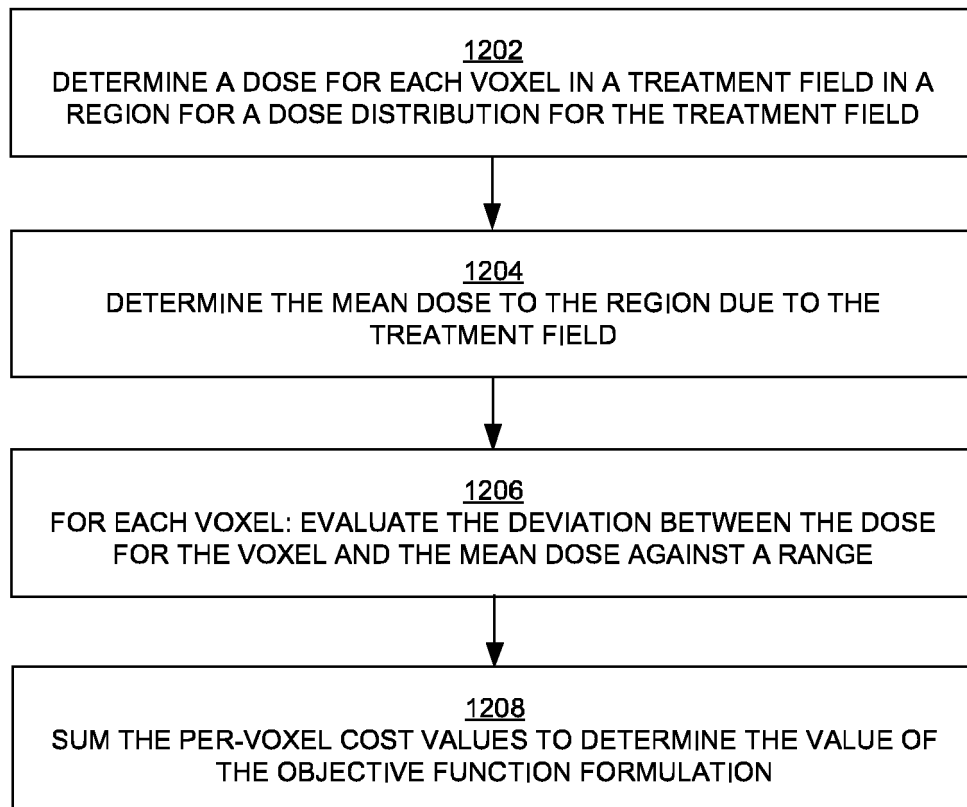 1202
DETERMINE A DOSE FOR EACH VOXEL IN A TREATMENT FIELD IN A
REGION FOR A DOSE DISTRIBUTION FOR THE TREATMENT FIELD
1204
DETERMINE THE MEAN DOSE TO THE REGION DUE TO THE
TREATMENT FIELD
1206
FOR EACH VOXEL: EVALUATE THE DEVIATION BETWEEN THE DOSE
FOR THE VOXEL AND THE MEAN DOSE AGAINST A RANGE
1208
SUM THE PER-VOXEL COST VALUES TO DETERMINE THE VALUE OF
THE OBJECTIVE FUNCTION FORMULATION